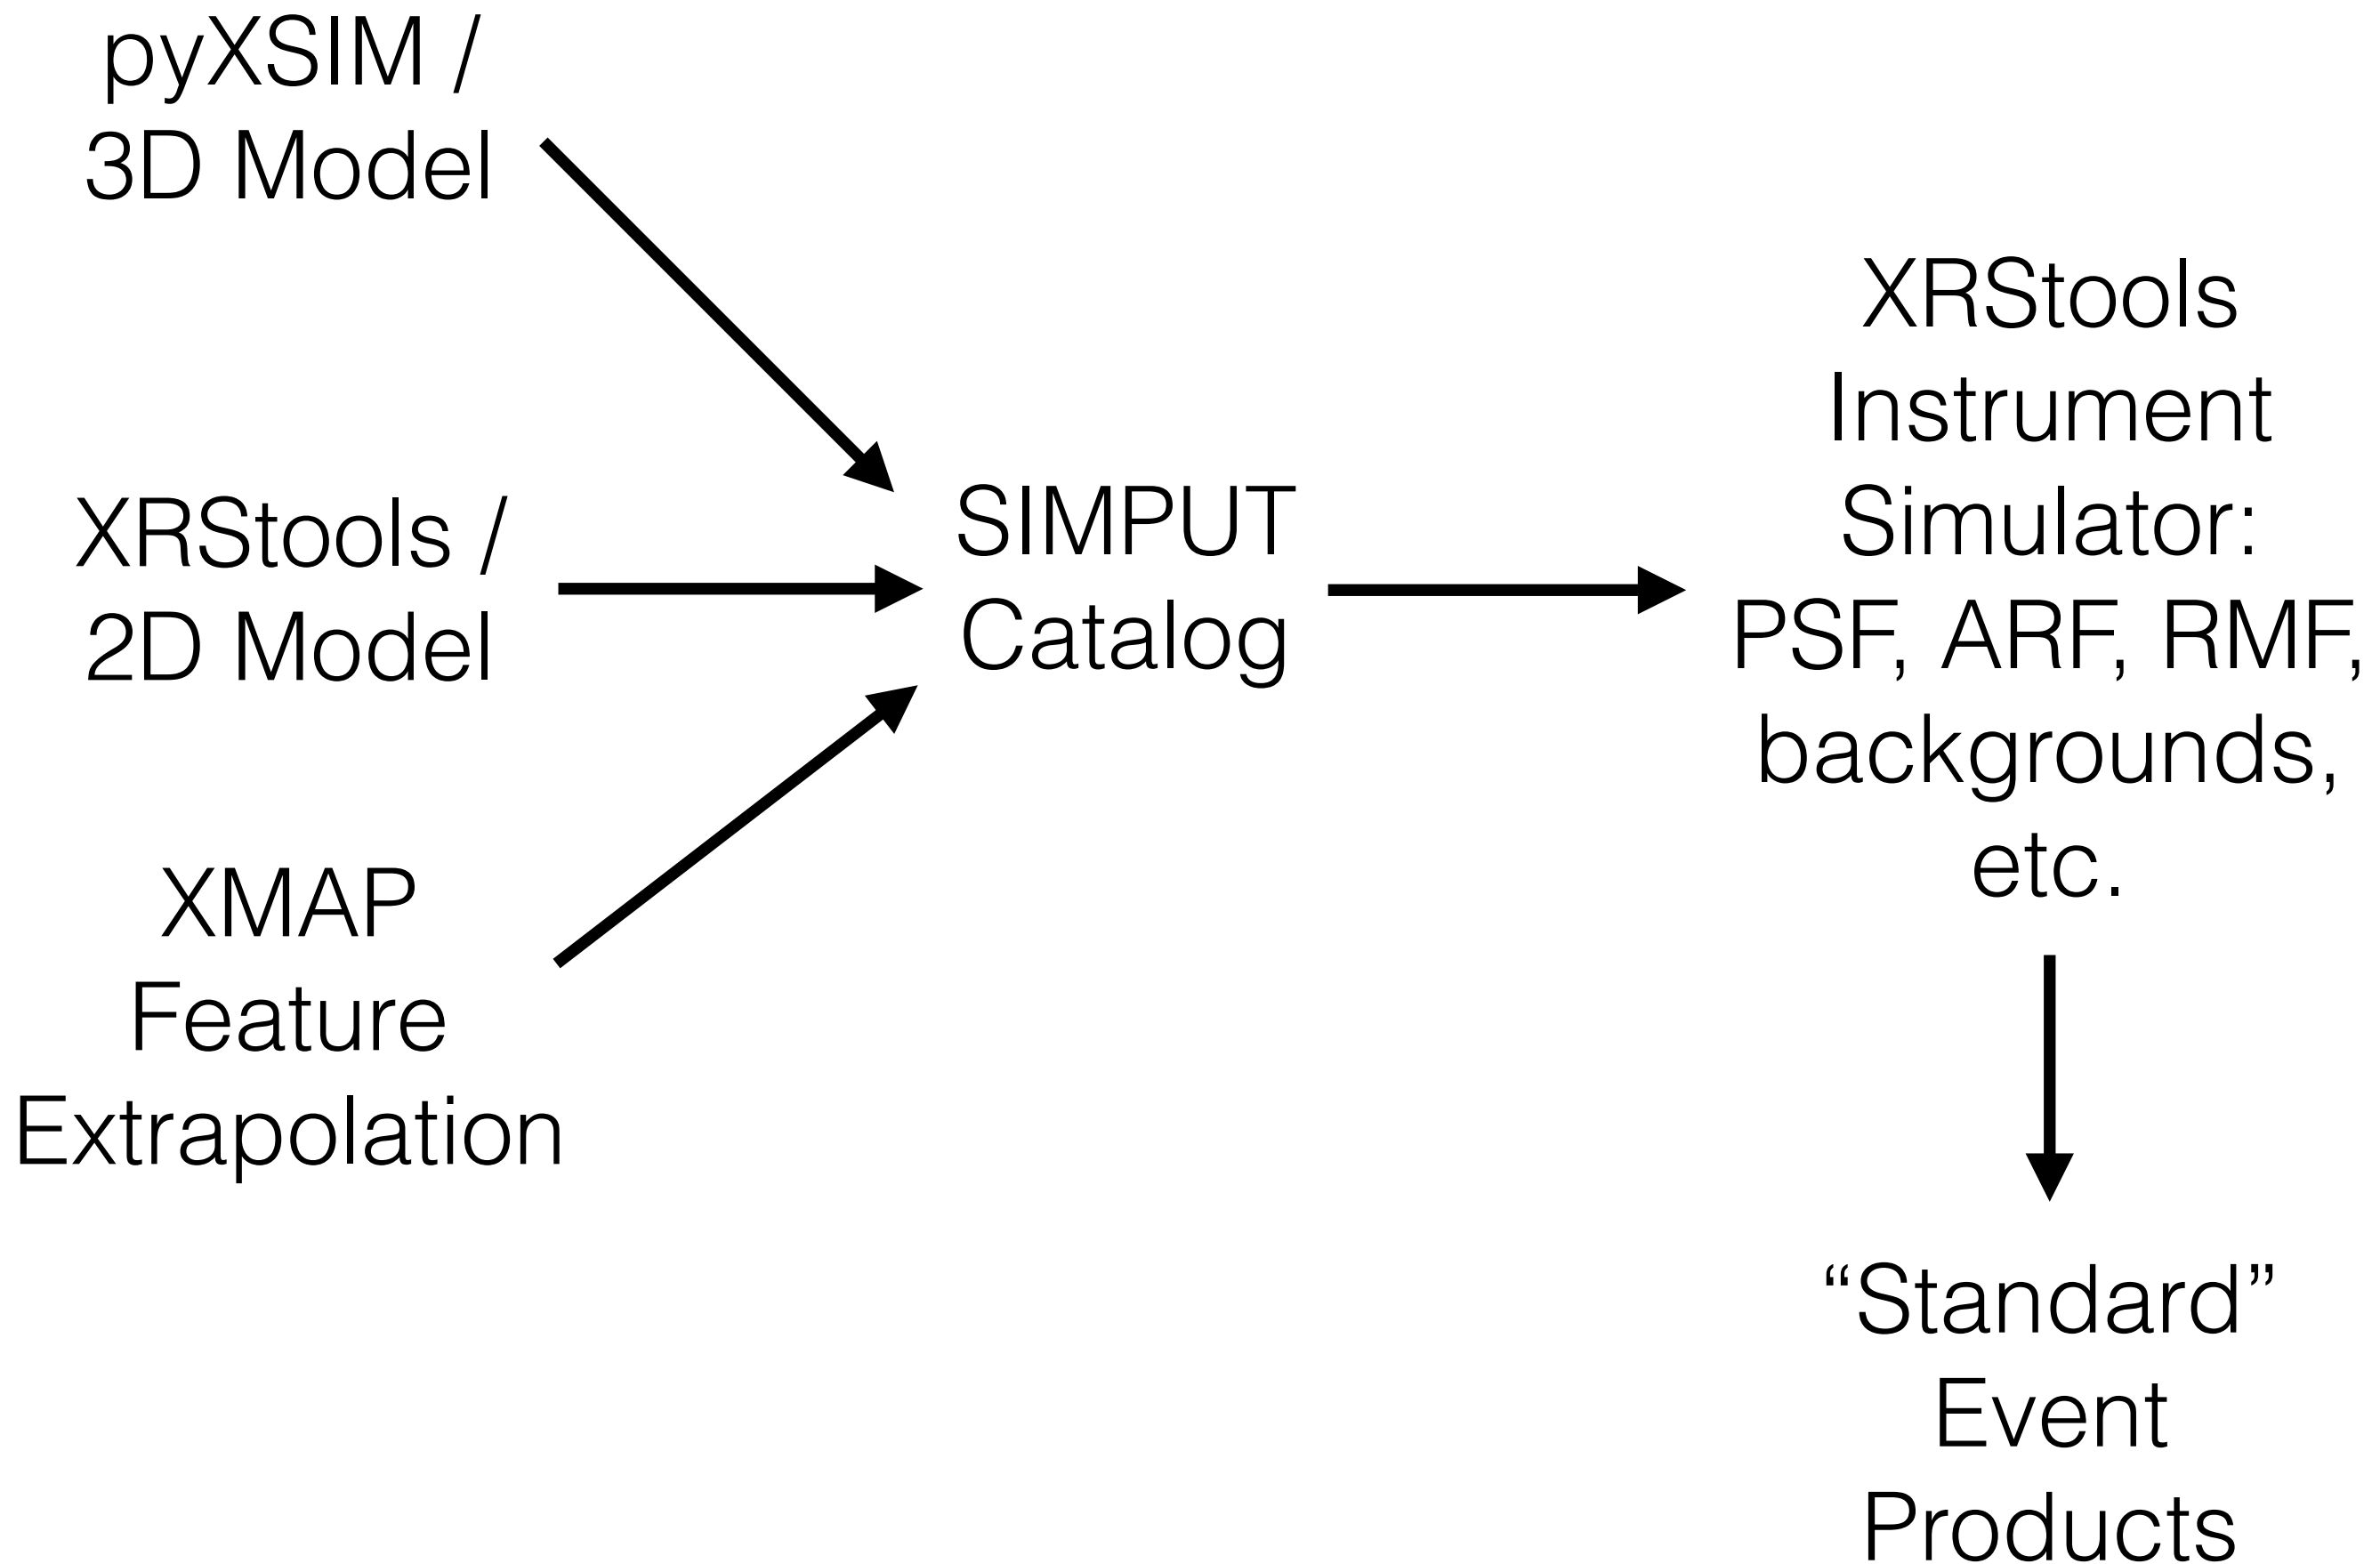 pyXSIM /
3D Model
XRStools /
2D Model
XMAP
Feature
Extrapolation
SIMPUT
Catalog
XRStools
Instrument
Simulator:
PSF, ARF, RMF,
backgrounds,
etc.
“Standard”
Event
Products